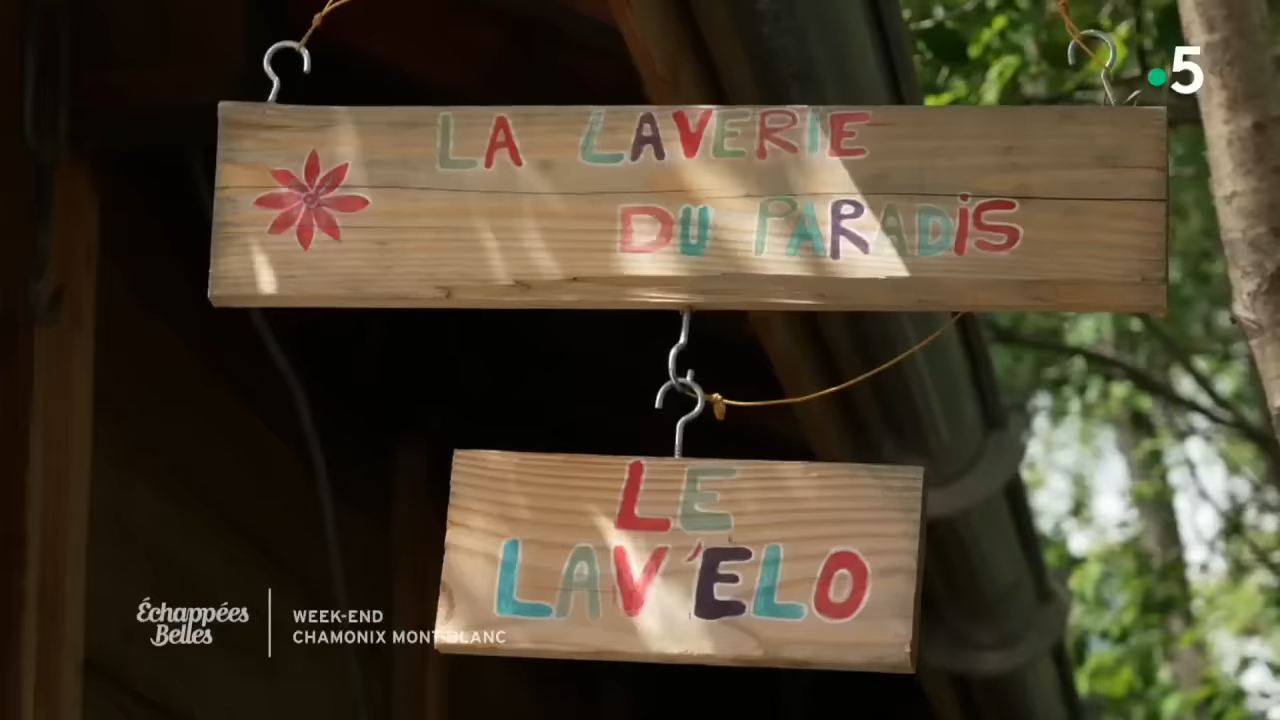 5
LA LAVERIE
DU PARADIS
LE
LAV'ELO
Échappées
Belles
WEEK-END
CHAMONIX MONT-BLANC